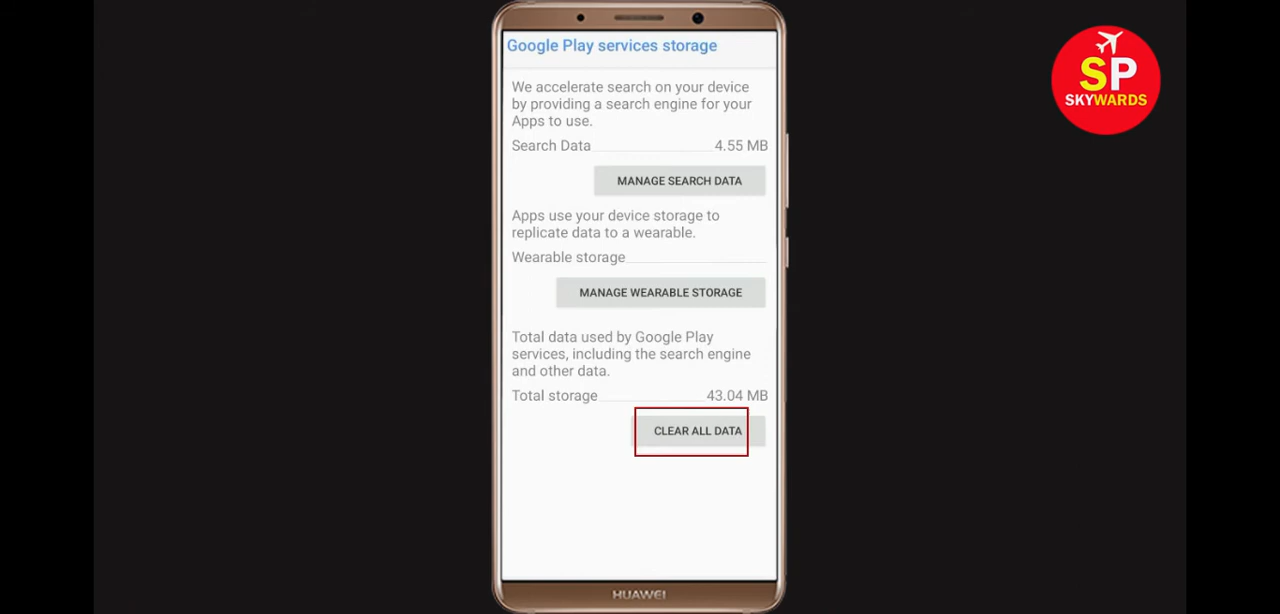 Google Play services storage
We accelerate search on your device
by providing a search engine for your
Apps to use.
Search Data 4.55 MB
MANAGE SEARCH DATA
Apps use your device storage to
replicate data to a wearable.
Wearable storage
MANAGE WEARABLE STORAGE
Total data used by Google Play
services, including the search engine
and other data.
Total storage 43.04 MB
CLEAR ALL DATA
HUAWEI
SP
SKYWARDS